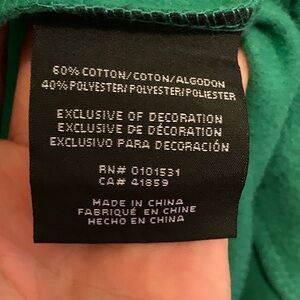 60% COTTON/COTON/ALGODON
40% POLYESTER/POLYESTER/POLIESTER
EXCLUSIVE OF DECORATION
EXCLUSIVE DE DÉCORATION
EXCLUSIVO PARA DECORACIÓN
RN# 0101531
CA# 41859
MADE IN CHINA
FABRIQUÉ EN CHINE
HECHO EN CHINA